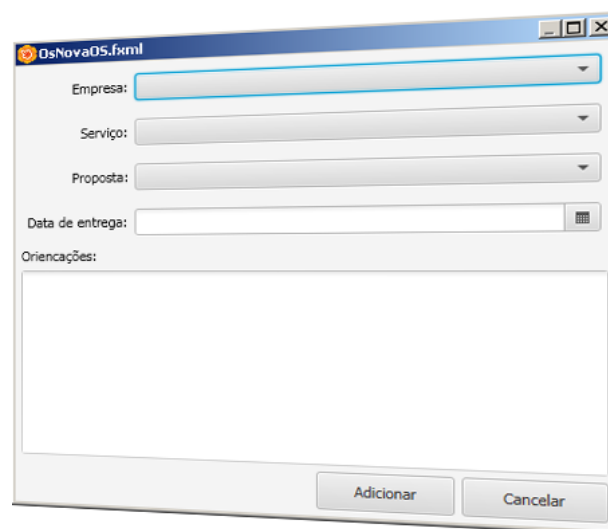 OsNovaOS.fxml
Empresa:
Serviço:
Proposta:
Data de entrega:
Oriencações:
Adicionar Cancelar